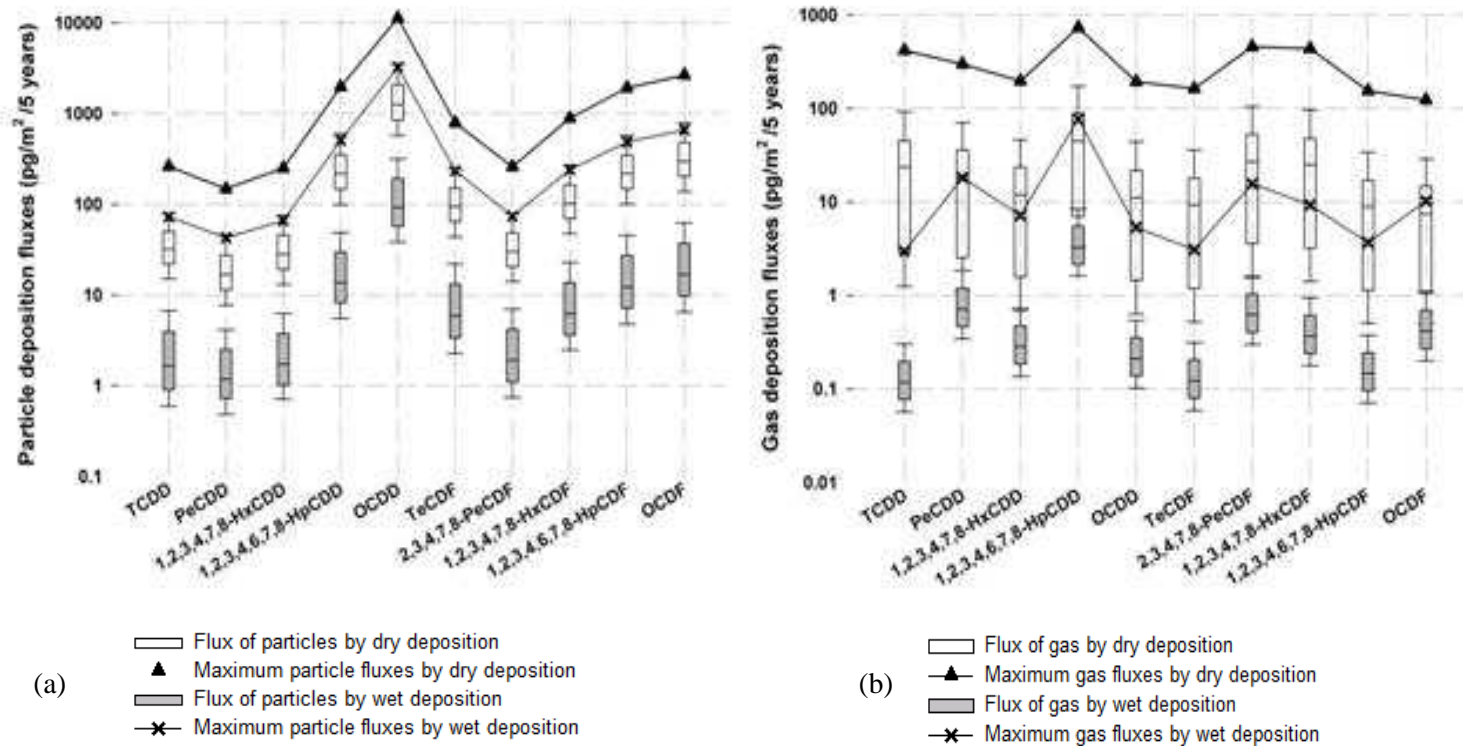 Particle deposition fluxes (pg/m² /5 years)
10000
1000
100
10
1
0.1
TCDD
PeCDD
1,2,3,4,7,8-HxCDD
1,2,3,4,6,7,8-HpCDD
OCDD
TeCDF
2,3,4,7,8-PeCDF
1,2,3,4,7,8-HxCDF
1,2,3,4,6,7,8-HpCDF
OCDF
(a)
Flux of particles by dry deposition
Maximum particle fluxes by dry deposition
Flux of particles by wet deposition
Maximum particle fluxes by wet deposition
Gas deposition fluxes (pg/m² /5 years)
1000
100
10
1
0.1
0.01
TCDD
PeCDD
1,2,3,4,7,8-HxCDD
1,2,3,4,6,7,8-HpCDD
OCDD
TeCDF
2,3,4,7,8-PeCDF
1,2,3,4,7,8-HxCDF
1,2,3,4,6,7,8-HpCDF
OCDF
(b)
Flux of gas by dry deposition
Maximum gas fluxes by dry deposition
Flux of gas by wet deposition
Maximum gas fluxes by wet deposition